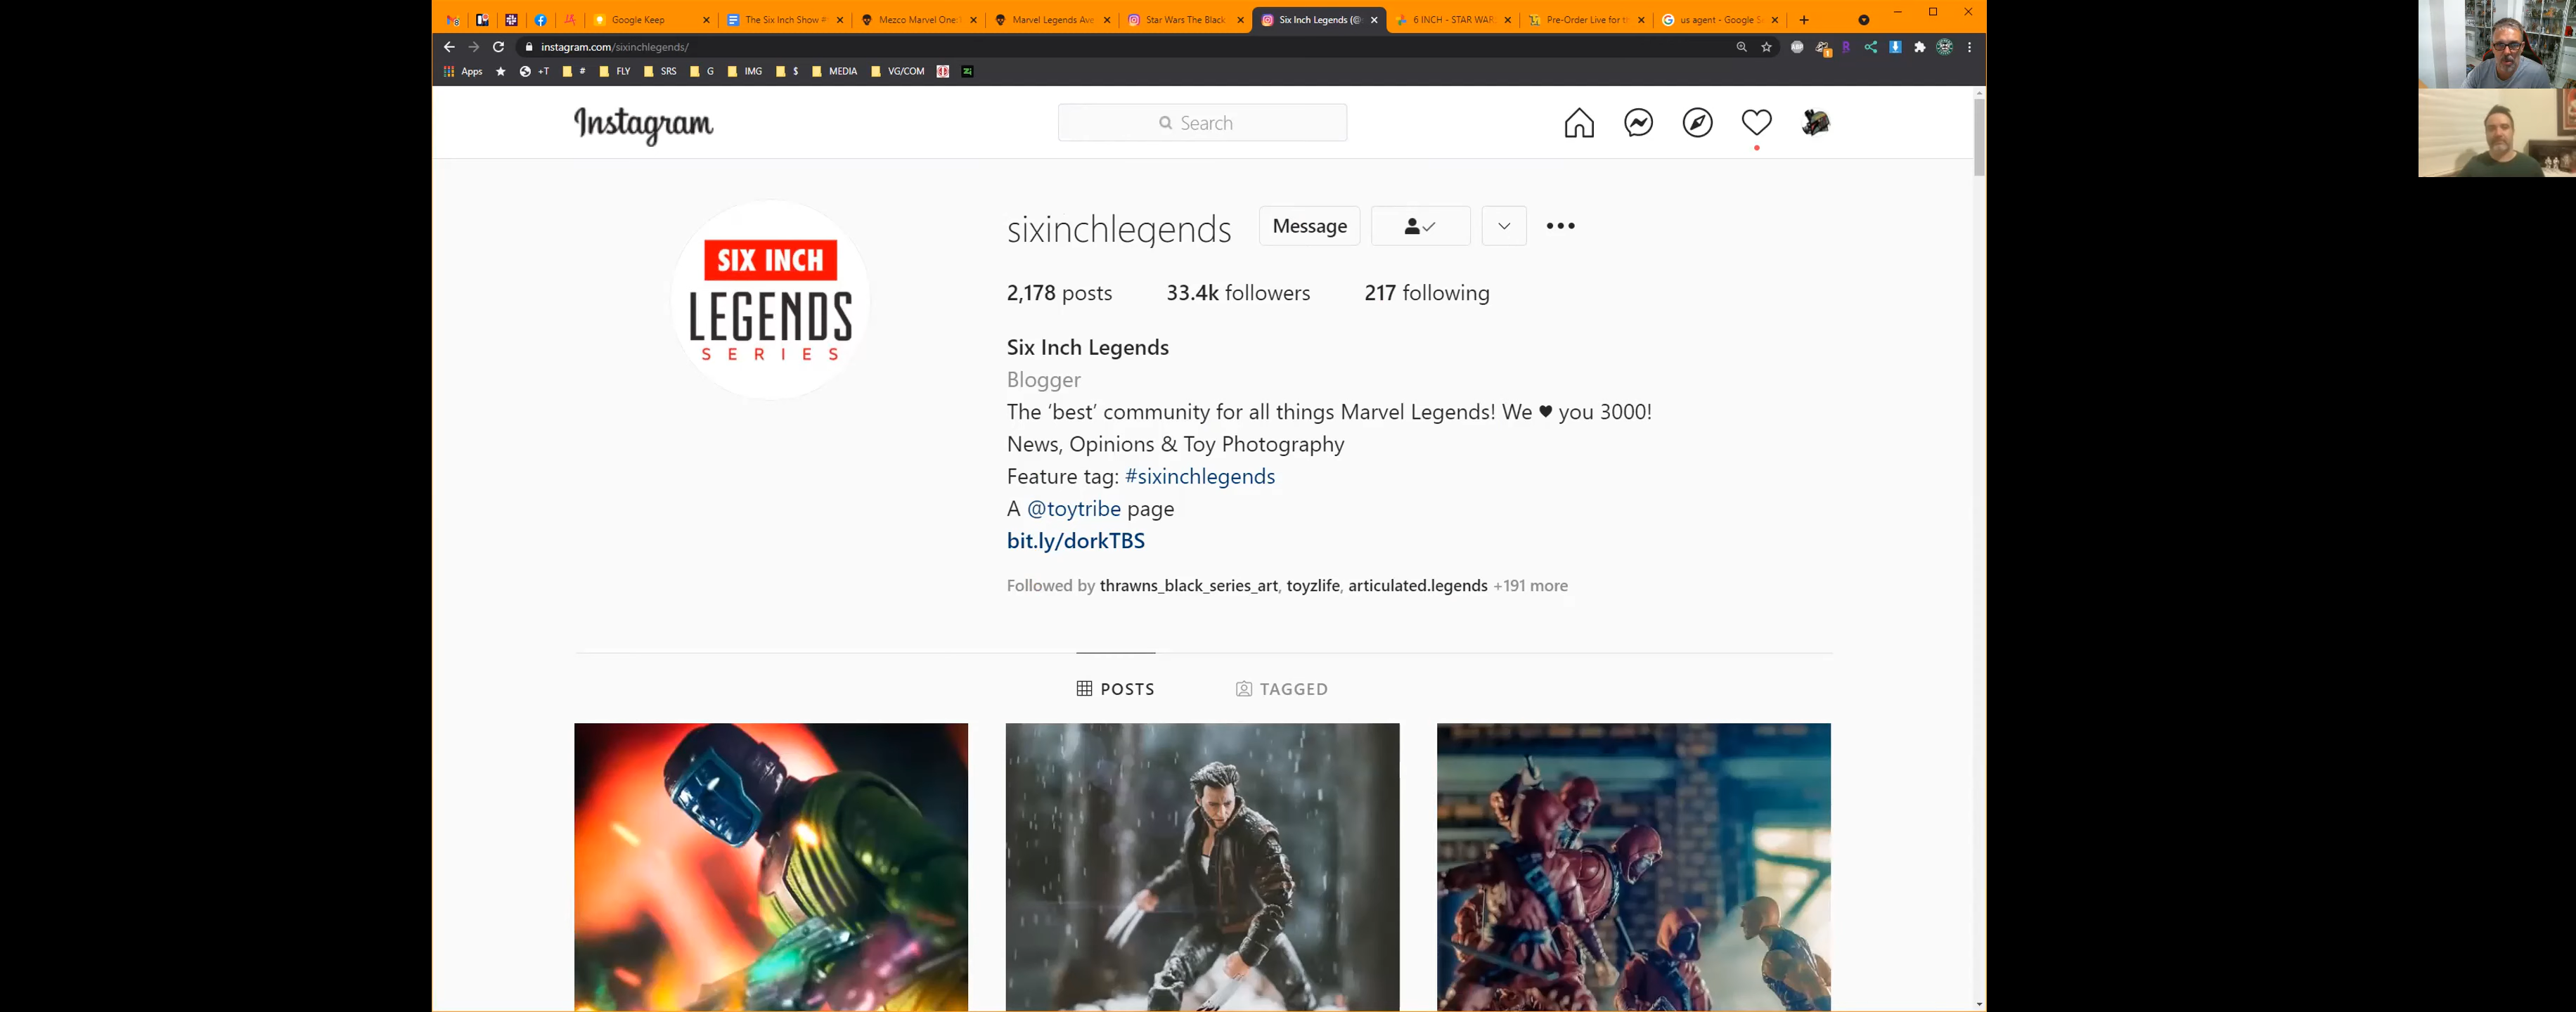 Google Keep
The Six Inch Show #
Mezco Marvel One:
Marvel Legends Ave
Star Wars The Black
Six Inch Legends (@
6 INCH - STAR WAR
Pre-Order Live for th
us agent - Google S
instagram.com/sixinchlegends/
Apps
+T
#
FLY
SRS
G
IMG
$
MEDIA
VG/COM
Instagram
Search
SIX INCH
LEGENDS
SERIES
sixinchlegends
Message
2,178 posts 33.4k followers 217 following
Six Inch Legends
Blogger
The ‘best’ community for all things Marvel Legends! We ♥ you 3000!
News, Opinions & Toy Photography
Feature tag: #sixinchlegends
A @toytribe page
bit.ly/dorkTBS
Followed by thrawns_black_series_art, toyzlife, articulated.legends +191 more
POSTS
TAGGED